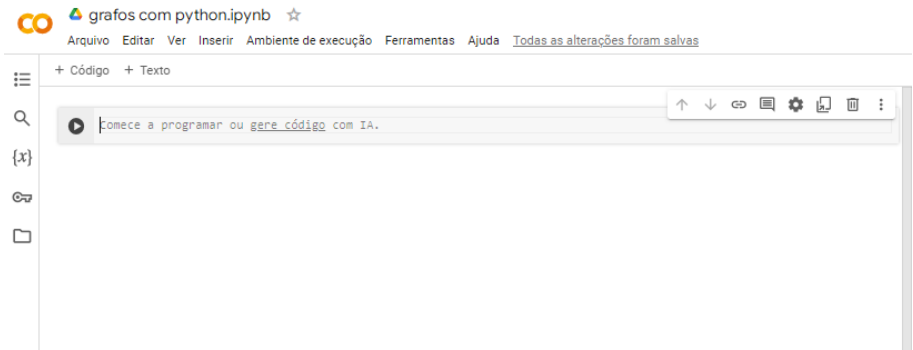 grafos com python.ipynb
Arquivo Editar Ver Inserir Ambiente de execução Ferramentas Ajuda Todas as alterações foram salvas
+ Código + Texto
Comece a programar ou gere código com IA.
{x}